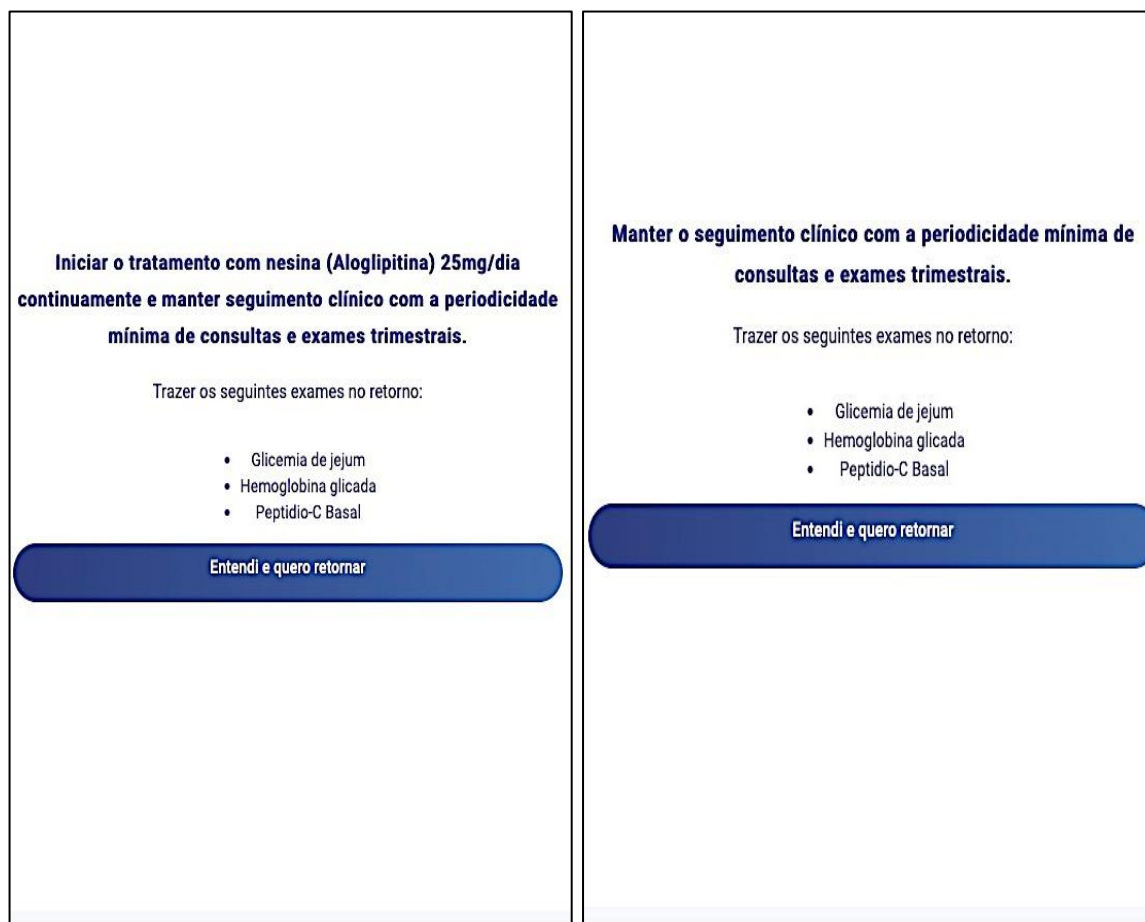 Iniciar o tratamento com nesina (Aloglipitina) 25mg/dia
continuamente e manter seguimento clínico com a periodicidade
mínima de consultas e exames trimestrais.
Trazer os seguintes exames no retorno:
• Glicemia de jejum
• Hemoglobina glicada
• Peptidio-C Basal
Entendi e quero retornar
Manter o seguimento clínico com a periodicidade mínima de
consultas e exames trimestrais.
Trazer os seguintes exames no retorno:
• Glicemia de jejum
• Hemoglobina glicada
• Peptidio-C Basal
Entendi e quero retornar